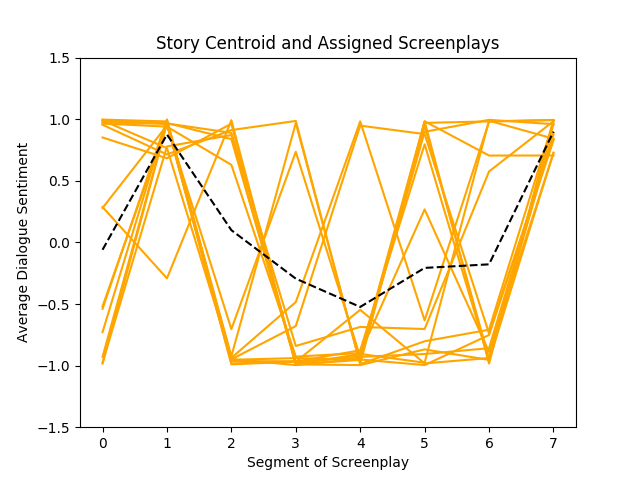 Story Centroid and Assigned Screenplays
1.5
1.0
0.5
0.0
−0.5
−1.0
−1.5
Average Dialogue Sentiment
0 1 2 3 4 5 6 7
Segment of Screenplay